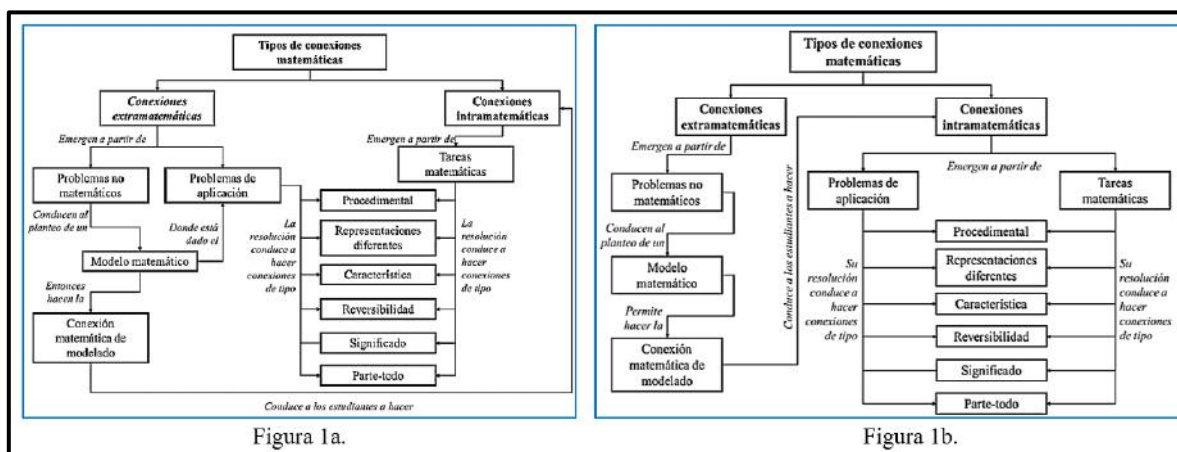 Tipos de conexiones
matemáticas
Conexiones
extramatemáticas
Conexiones
intramatemáticas
Emergen a partir de
Emergen a partir de
Problemas no
matemáticos
Problemas de
aplicación
Tareas
matemáticas
Conducen al
planteo de un
Donde está
dado el
Modelo matemático
Entonces
hacen la
Conexión
matemática de
modelado
La
resolución
conduce a
hacer
conexiones
de tipo
Procedimental
Representaciones
diferentes
Característica
Reversibilidad
Significado
Parte-todo
La
resolución
conduce a
hacer
conexiones
de tipo
Conduce a los estudiantes a hacer
Figura 1a.
Tipos de conexiones
matemáticas
Conexiones
extramatemáticas
Conexiones
intramatemáticas
Emergen a partir de
Emergen a partir de
Problemas no
matemáticos
Conducen al
planteo de un
Modelo
matemático
Permite
hacer la
Conexión
matemática de
modelado
Conduce a los estudiantes a hacer
Problemas de
aplicación
Tareas
matemáticas
Su
resolución
conduce a
hacer
conexiones
de tipo
Procedimental
Representaciones
diferentes
Característica
Reversibilidad
Significado
Parte-todo
Su
resolución
conduce a
hacer
conexiones
de tipo
Figura 1b.